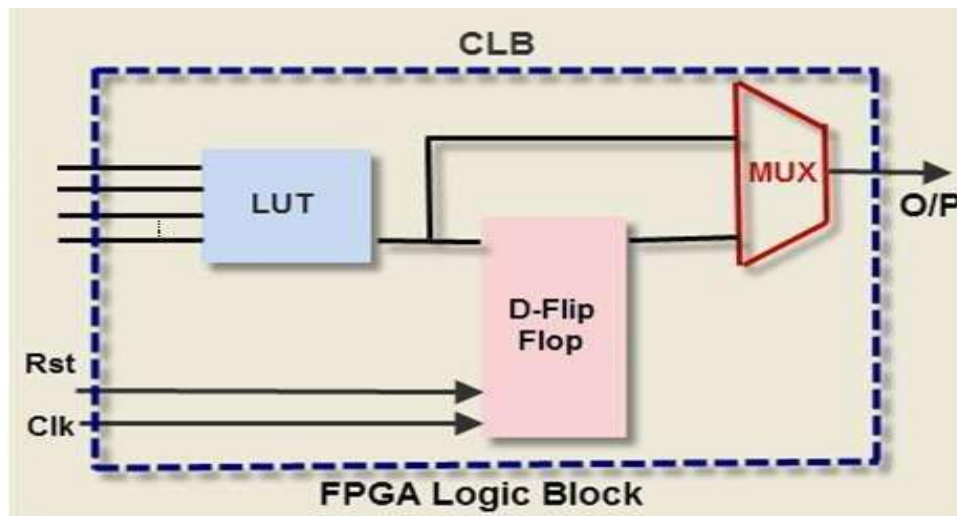 CLB
LUT
MUX
O/P
D-Flip
Flop
Rst
Clk
FPGA Logic Block